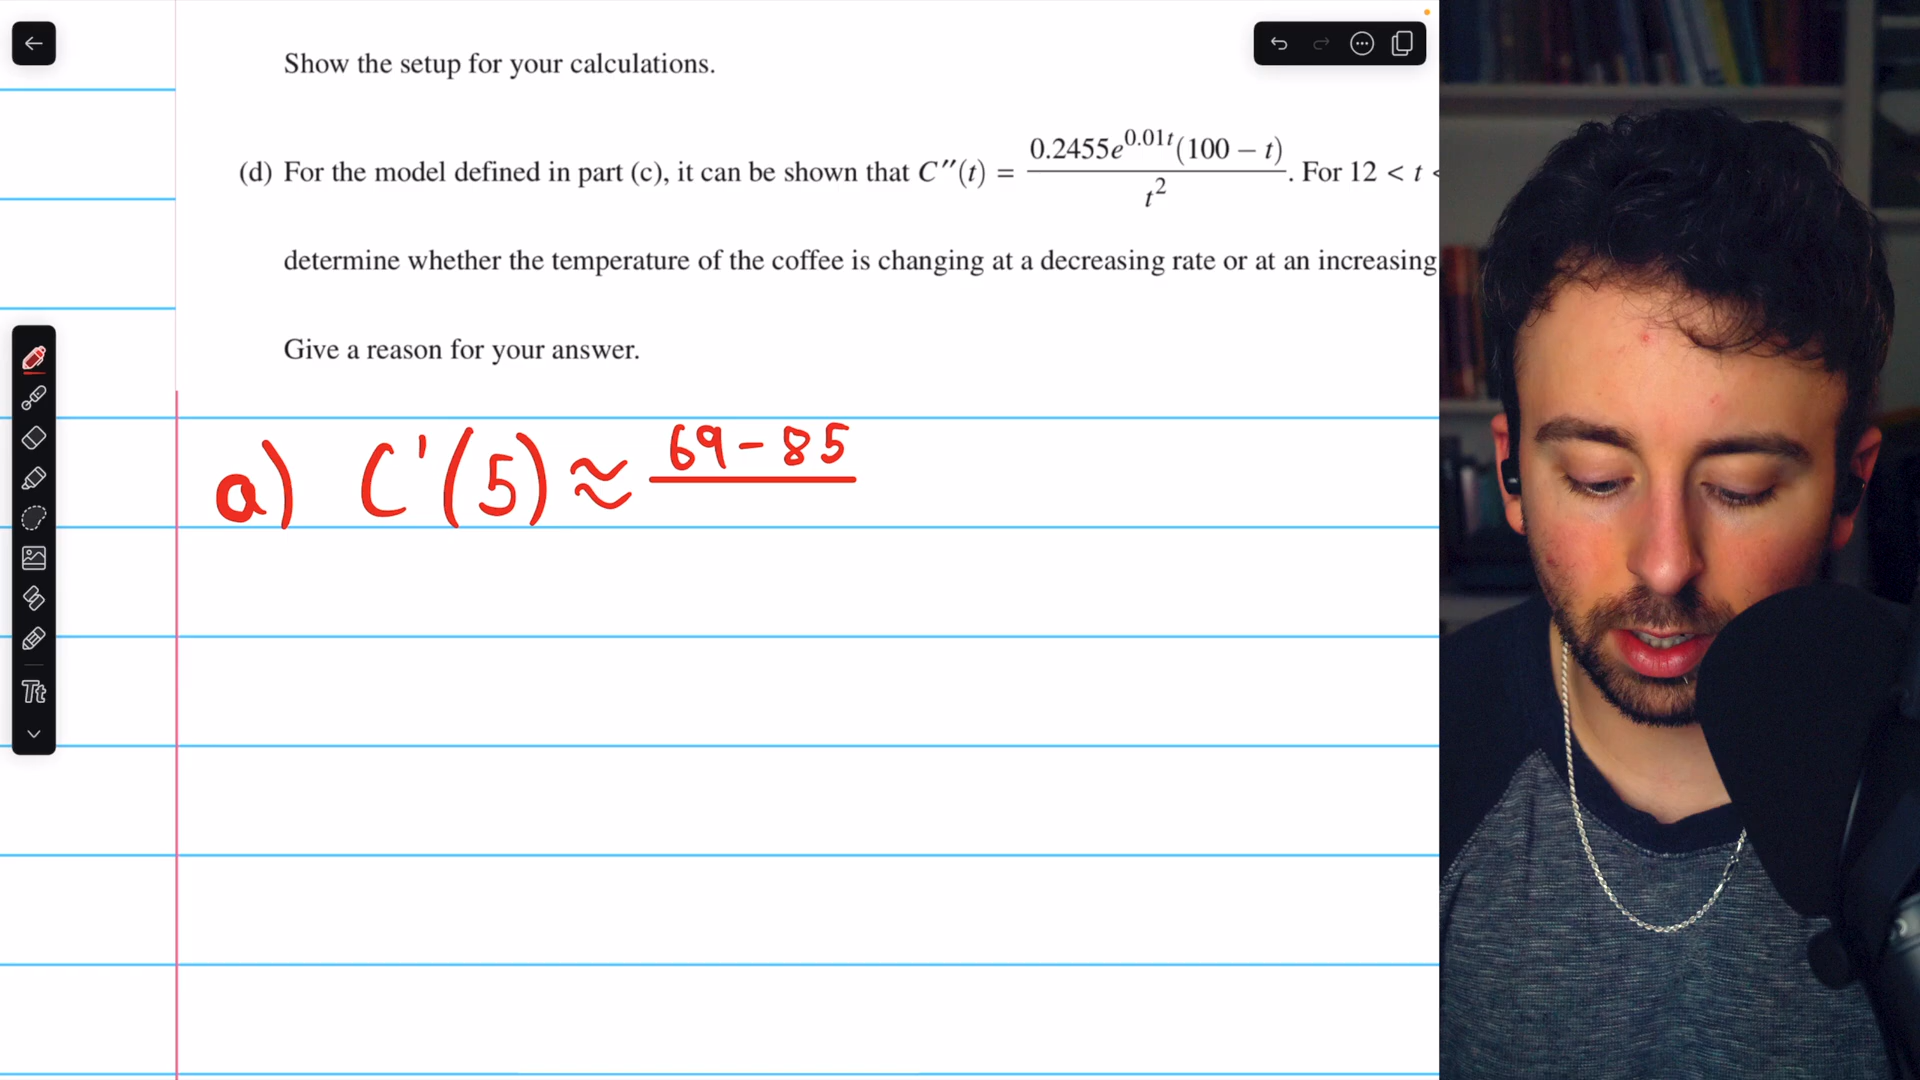 Show the setup for your calculations.
(d) For the model defined in part (c), it can be shown that C″(t) = 0.2455e^{0.01t}(100 − t) / t^2. For 12 < t <
determine whether the temperature of the coffee is changing at a decreasing rate or at an increasing
Give a reason for your answer.
a) C'(5) ≈ 69-85
Tt